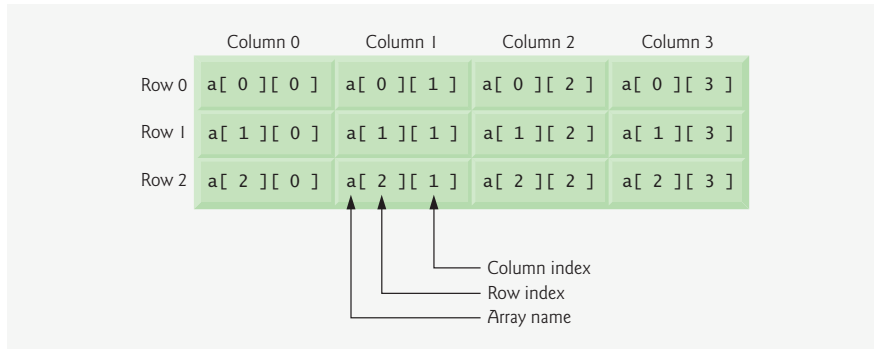 Column 0 Column 1 Column 2 Column 3
Row 0 a[ 0 ][ 0 ] a[ 0 ][ 1 ] a[ 0 ][ 2 ] a[ 0 ][ 3 ]
Row 1 a[ 1 ][ 0 ] a[ 1 ][ 1 ] a[ 1 ][ 2 ] a[ 1 ][ 3 ]
Row 2 a[ 2 ][ 0 ] a[ 2 ][ 1 ] a[ 2 ][ 2 ] a[ 2 ][ 3 ]
Column index
Row index
Array name